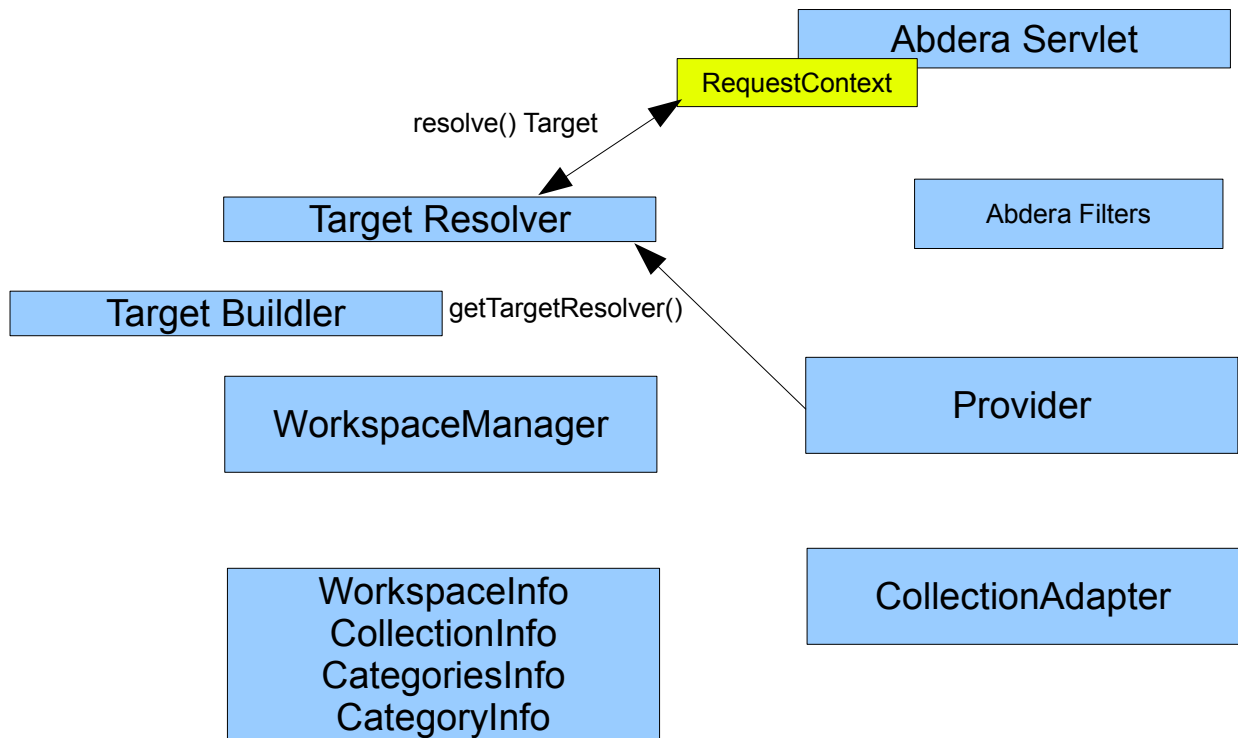 Abdera Servlet
RequestContext
resolve() Target
Target Resolver
Abdera Filters
Target Buildler
getTargetResolver()
WorkspaceManager
Provider
WorkspaceInfo
CollectionInfo
CategoriesInfo
CategoryInfo
CollectionAdapter